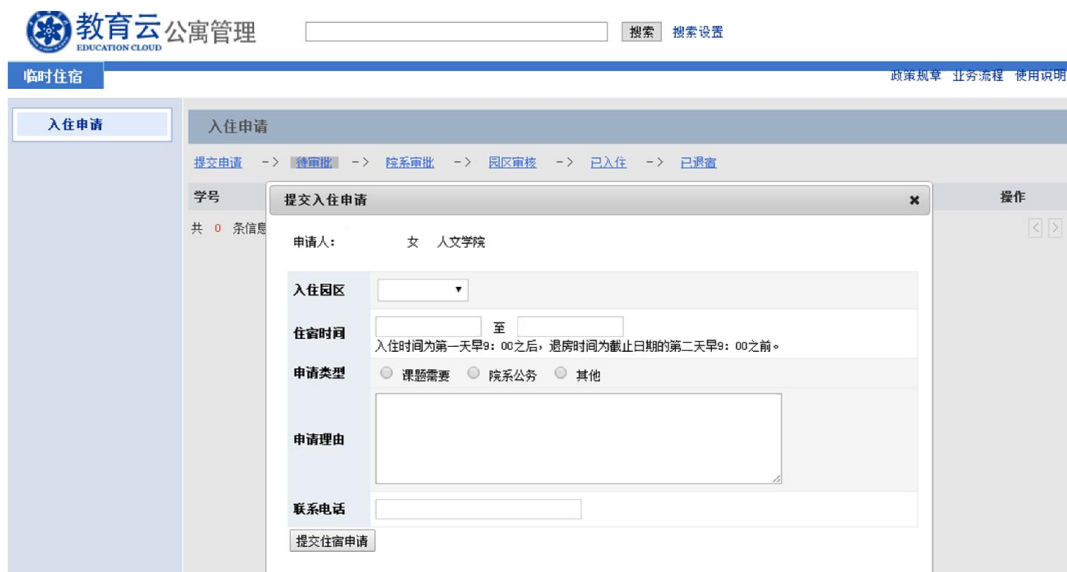 教育云 公寓管理
EDUCATION CLOUD
搜索 搜索设置
临时住宿 政策规章 业务流程 使用说明
入住申请 入住申请
提交申请 -> 待审批 -> 院系审批 -> 园区审核 -> 已入住 -> 已退宿
学号 操作
提交入住申请
共 0 条信息
申请人: 女 人文学院
入住园区
住宿时间 至
入住时间为第一天早9: 00之后,退房时间为截止日期的第二天早9: 00之前。
申请类型 课题需要 院系公务 其他
申请理由
联系电话
提交住宿申请